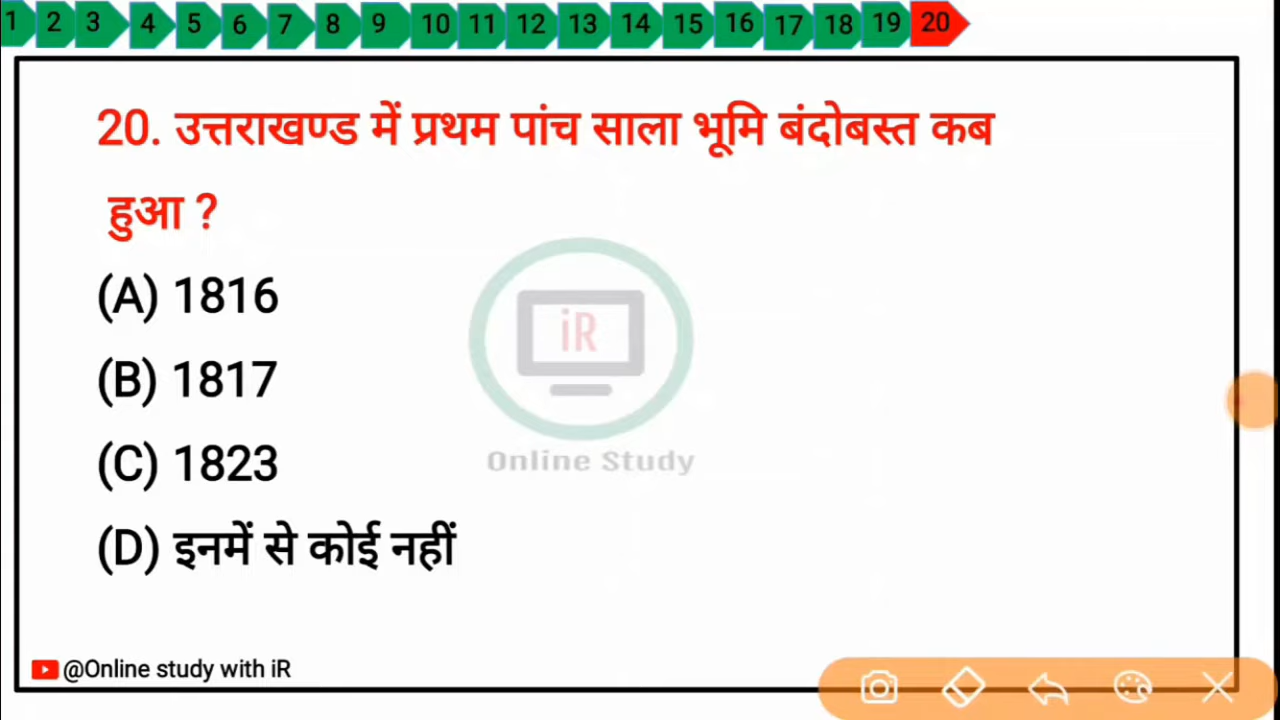 1 2 3 4 5 6 7 8 9 10 11 12 13 14 15 16 17 18 19 20
20. उत्तराखण्ड में प्रथम पांच साला भूमि बंदोबस्त कब
हुआ ?
(A) 1816
(B) 1817
(C) 1823
(D) इनमें से कोई नहीं
iR
Online Study
@Online study with iR